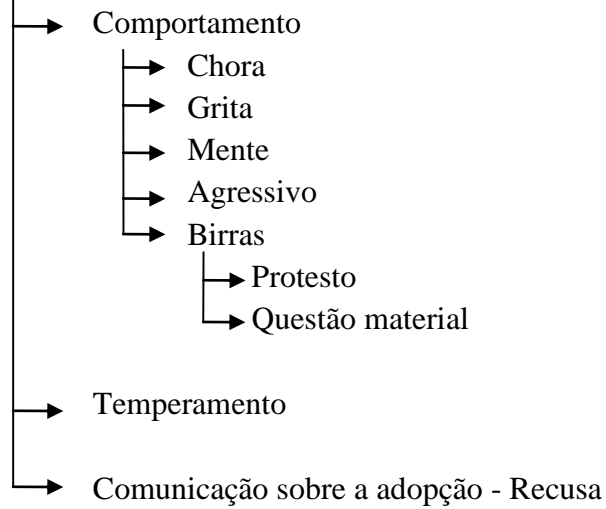 Comportamento
Chora
Grita
Mente
Agressivo
Birras
Protesto
Questão material
Temperamento
Comunicação sobre a adopção - Recusa